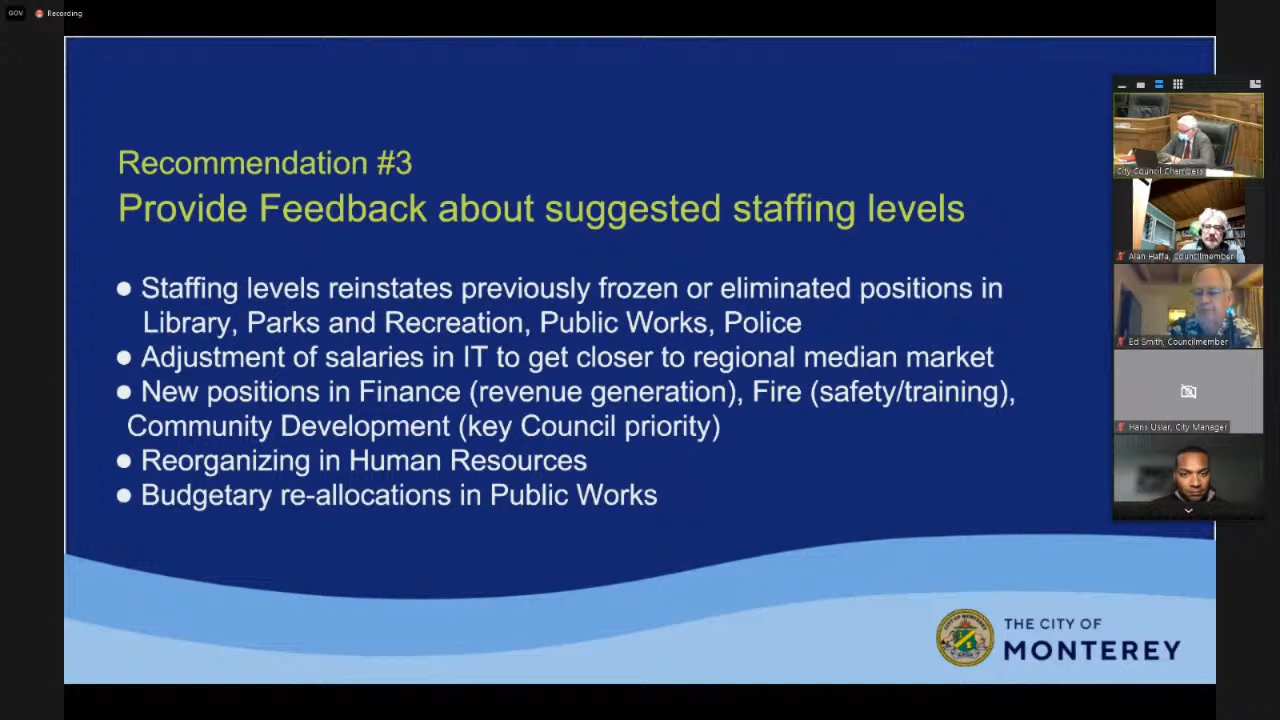 GOV Recording
Recommendation #3
Provide Feedback about suggested staffing levels
● Staffing levels reinstates previously frozen or eliminated positions in
Library, Parks and Recreation, Public Works, Police
● Adjustment of salaries in IT to get closer to regional median market
● New positions in Finance (revenue generation), Fire (safety/training),
Community Development (key Council priority)
● Reorganizing in Human Resources
● Budgetary re-allocations in Public Works
City Council Chambers
Alan Haffa, Councilmember
Ed Smith, Councilmember
Hans Uslar, City Manager
THE CITY OF
MONTEREY